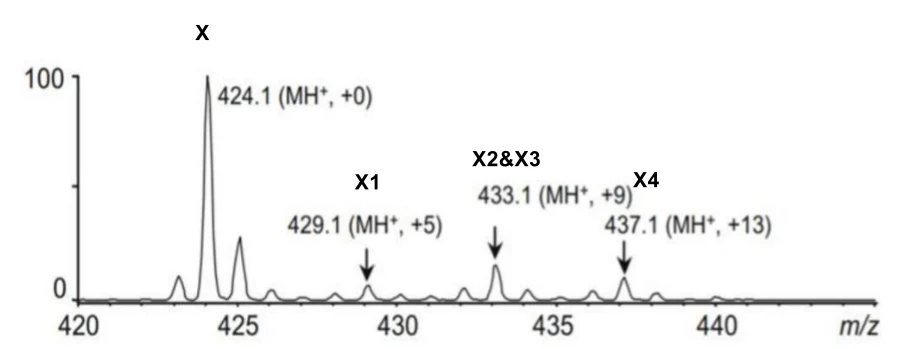 X
100
424.1 (MH⁺, +0)
X2&X3
X1
X4
433.1 (MH⁺, +9)
429.1 (MH⁺, +5)
437.1 (MH⁺, +13)
0
420 425 430 435 440 m/z